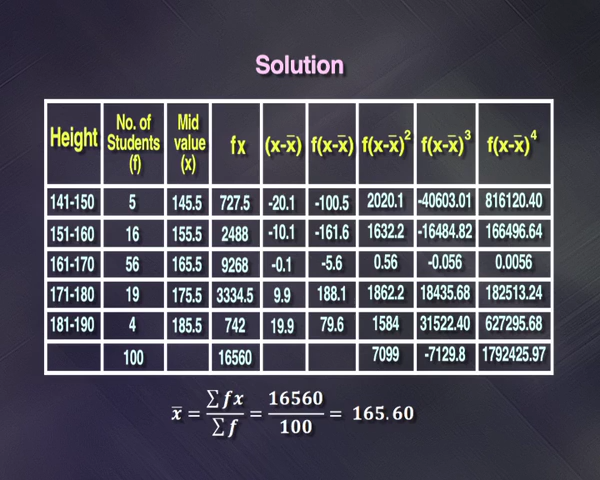 Solution
Height No. of Students (f) Mid value (x) fx (x-x̄) f(x-x̄) f(x-x̄)² f(x-x̄)³ f(x-x̄)⁴
141-150 5 145.5 727.5 -20.1 -100.5 2020.1 -40603.01 816120.40
151-160 16 155.5 2488 -10.1 -161.6 1632.2 -16484.82 166496.64
161-170 56 165.5 9268 -0.1 -5.6 0.56 -0.056 0.0056
171-180 19 175.5 3334.5 9.9 188.1 1862.2 18435.68 182513.24
181-190 4 185.5 742 19.9 79.6 1584 31522.40 627295.68
100 16560 7099 -7129.8 1792425.97
x̄ = ∑fx / ∑f = 16560 / 100 = 165.60